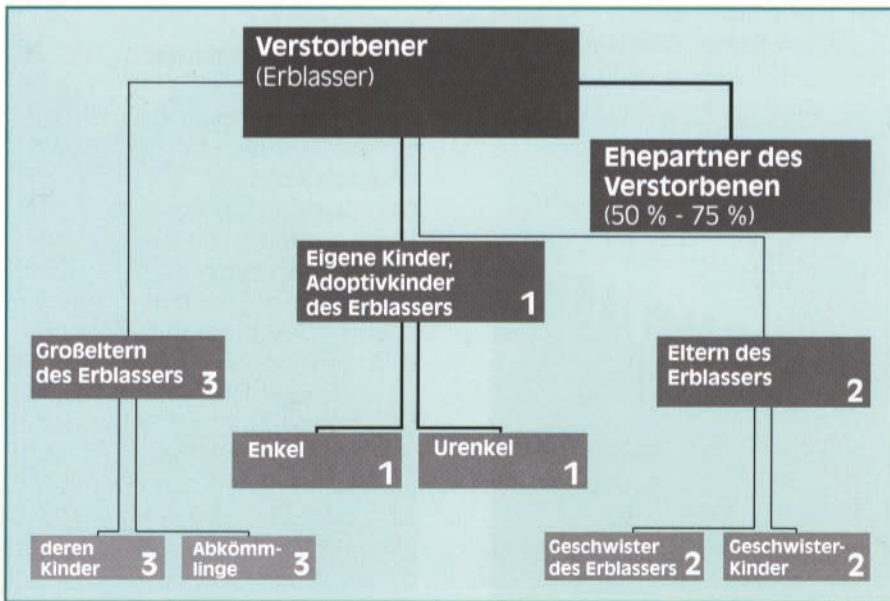 Verstorbener
(Erblasser)
Ehepartner des
Verstorbenen
(50 % - 75 %)
Eigene Kinder,
Adoptivkinder
des Erblassers 1
Großeltern
des Erblassers 3
Eltern des
Erblassers 2
Enkel 1
Urenkel 1
deren
Kinder 3
Abkömm-
linge 3
Geschwister
des Erblassers 2
Geschwister-
Kinder 2